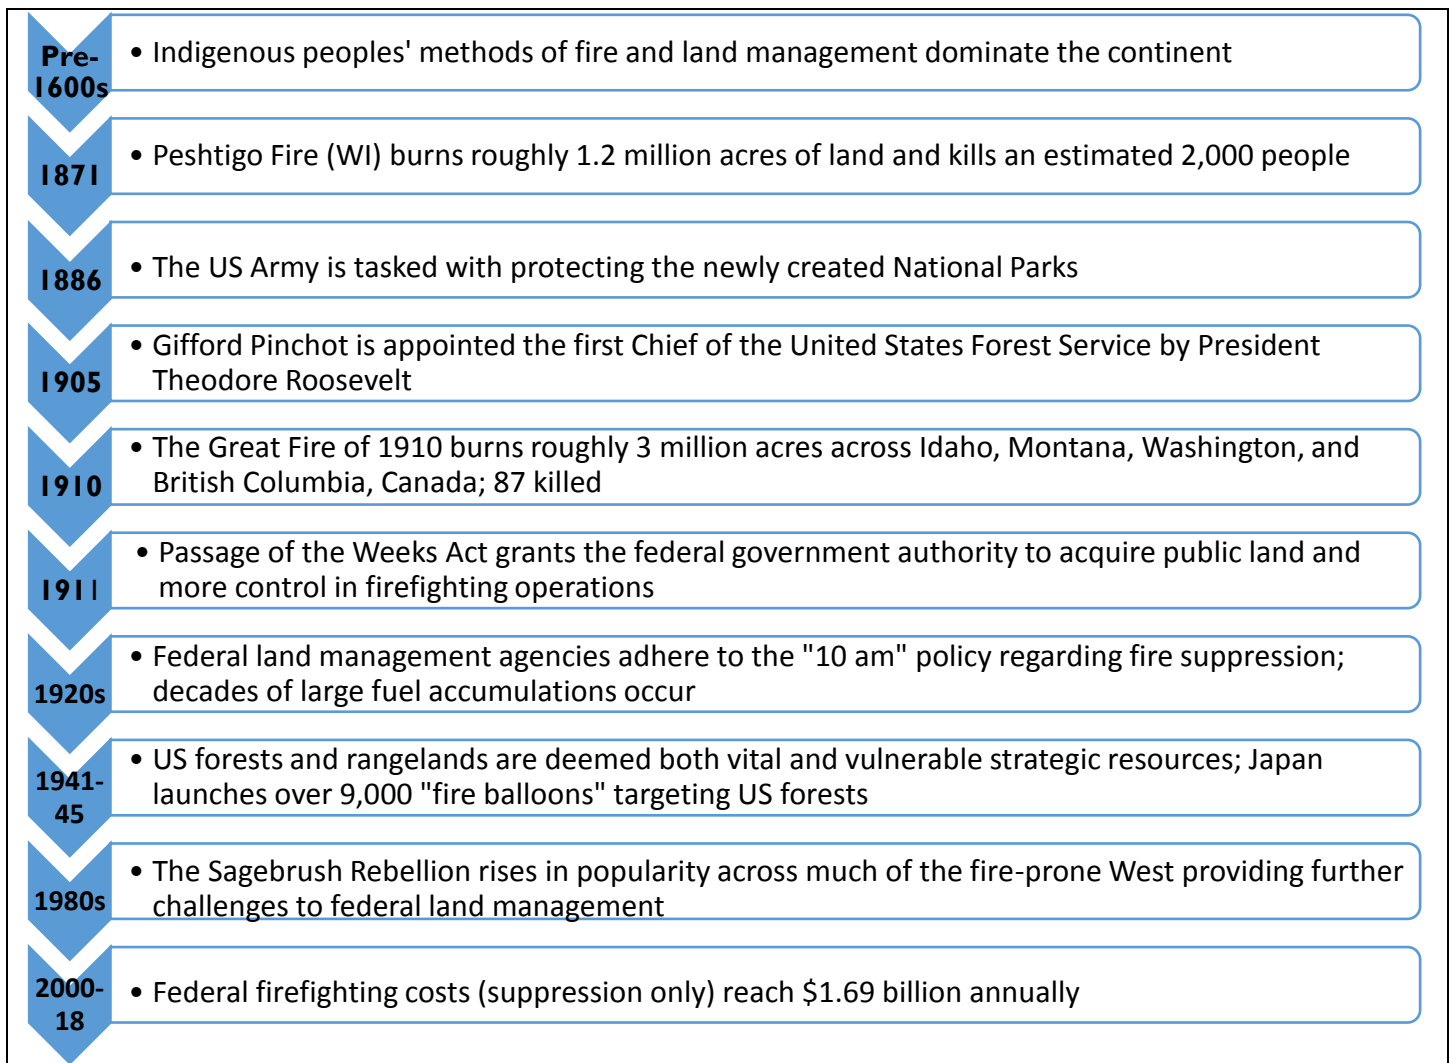 Pre-
1600s
• Indigenous peoples' methods of fire and land management dominate the continent
1871
• Peshtigo Fire (WI) burns roughly 1.2 million acres of land and kills an estimated 2,000 people
1886
• The US Army is tasked with protecting the newly created National Parks
1905
• Gifford Pinchot is appointed the first Chief of the United States Forest Service by President
Theodore Roosevelt
1910
• The Great Fire of 1910 burns roughly 3 million acres across Idaho, Montana, Washington, and
British Columbia, Canada; 87 killed
1911
• Passage of the Weeks Act grants the federal government authority to acquire public land and
more control in firefighting operations
1920s
• Federal land management agencies adhere to the "10 am" policy regarding fire suppression;
decades of large fuel accumulations occur
1941-
45
• US forests and rangelands are deemed both vital and vulnerable strategic resources; Japan
launches over 9,000 "fire balloons" targeting US forests
1980s
• The Sagebrush Rebellion rises in popularity across much of the fire-prone West providing further
challenges to federal land management
2000-
18
• Federal firefighting costs (suppression only) reach $1.69 billion annually